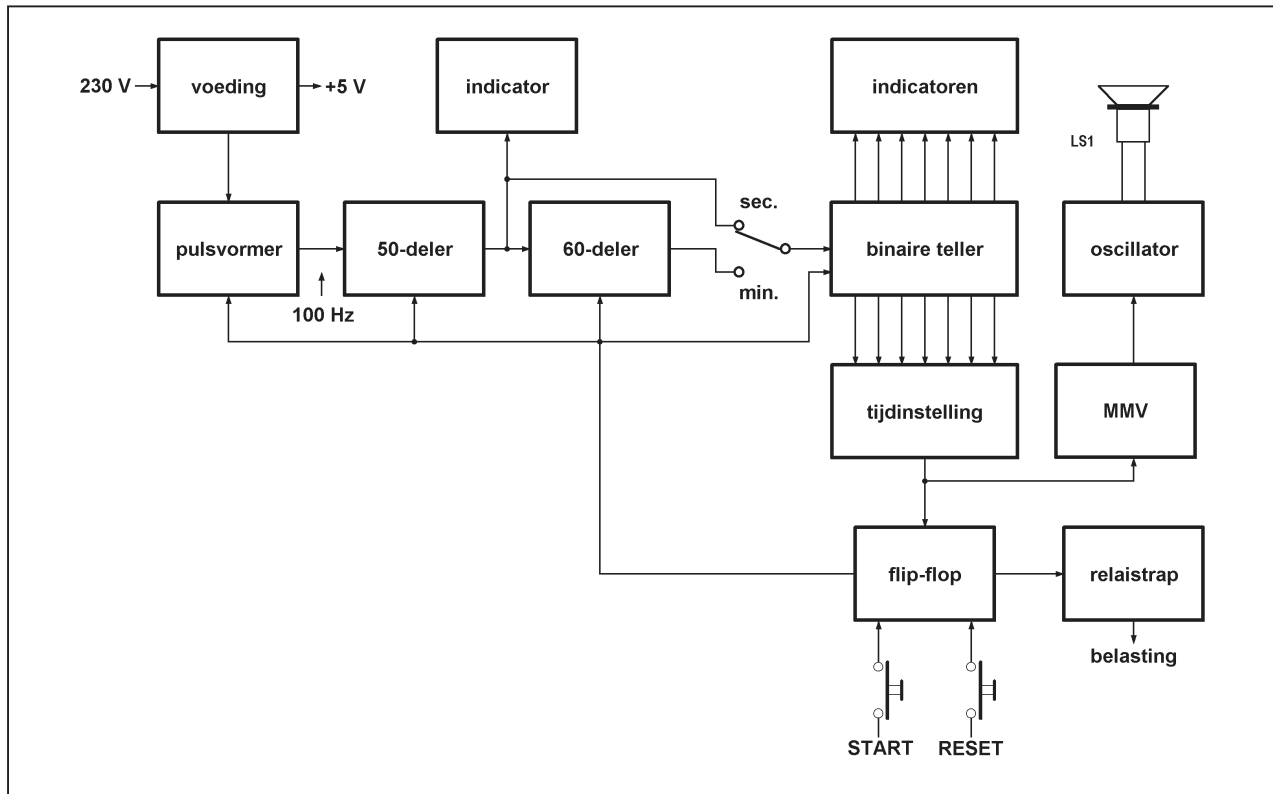 230 V
voeding
+5 V
indicator
indicatoren
LS1
pulsvormer
100 Hz
50-deler
60-deler
sec.
min.
binaire teller
oscillator
tijdinstelling
MMV
flip-flop
relaistrap
belasting
START
RESET